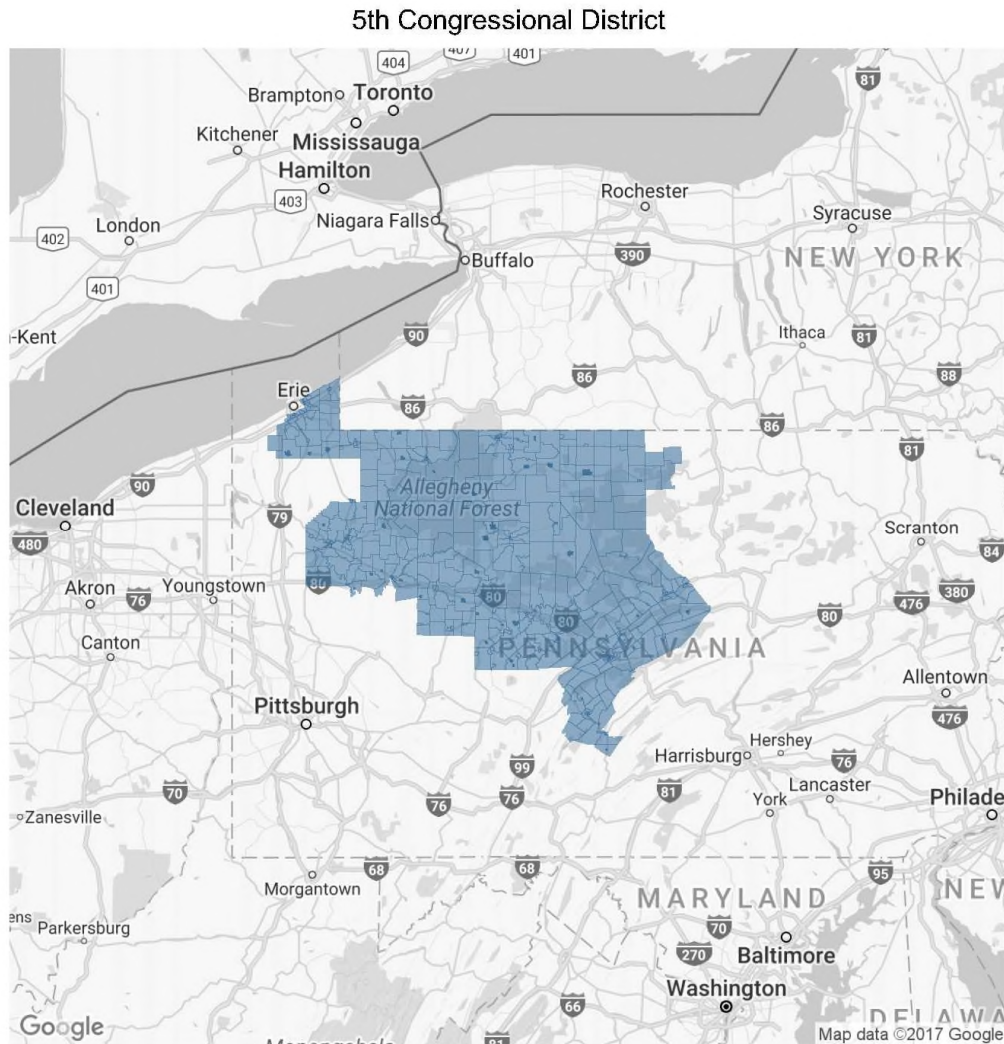 5th Congressional District
404
407
401
81
Brampton
Toronto
Kitchener
Mississauga
Hamilton
403
Rochester
Niagara Falls
Syracuse
London
402
390
NEW YORK
Buffalo
401
90
-Kent
Ithaca
81
86
88
Erie
86
86
81
90
Allegheny
National Forest
Cleveland
79
Scranton
480
84
80
Akron
76
Youngstown
80
476
380
80
80
Canton
PENNSYLVANIA
Allentown
Pittsburgh
476
Harrisburg
Hershey
99
76
70
76
76
81
Lancaster
York
Philade
Zanesville
68
68
95
Morgantown
MARYLAND
NEW
ens
Parkersburg
70
270
Baltimore
Washington
66
DELAWA
Google
Monongahela
81
Map data ©2017 Google